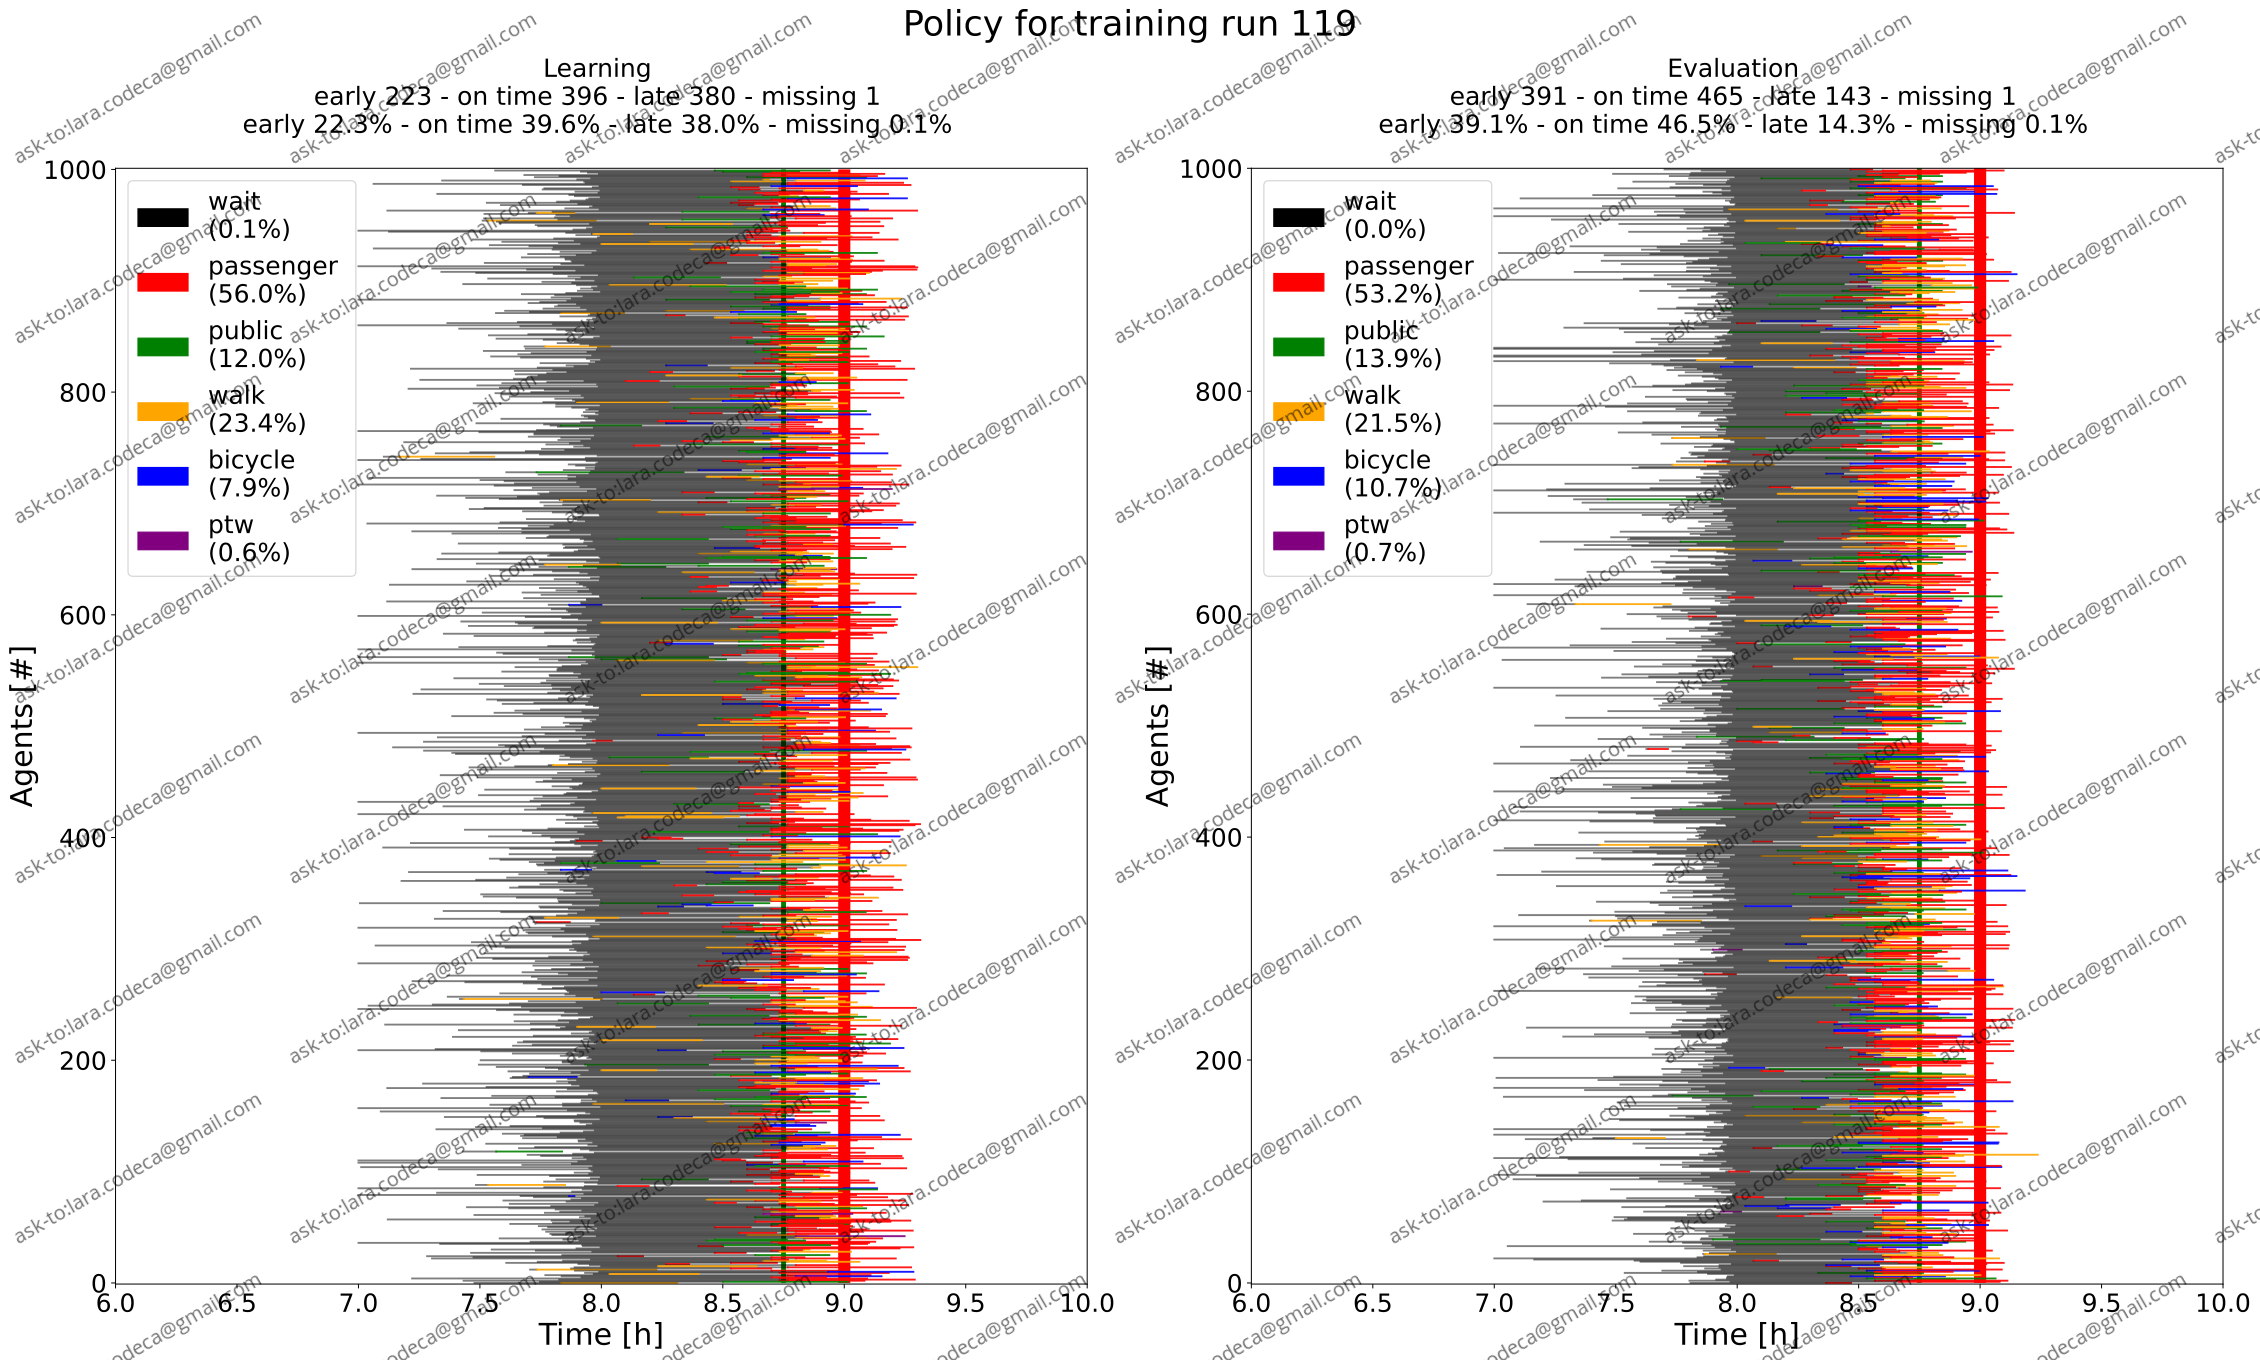 Policy for training run 119
Learning
early 223 - on time 396 - late 380 - missing 1
early 22.3% - on time 39.6% - late 38.0% - missing 0.1%
1000
800
600
400
200
0
Agents [#]
wait
(0.1%)
passenger
(56.0%)
public
(12.0%)
walk
(23.4%)
bicycle
(7.9%)
ptw
(0.6%)
6.0 6.5 7.0 7.5 8.0 8.5 9.0 9.5 10.0
Time [h]
Evaluation
early 391 - on time 465 - late 143 - missing 1
early 39.1% - on time 46.5% - late 14.3% - missing 0.1%
1000
800
600
400
200
0
Agents [#]
wait
(0.0%)
passenger
(53.2%)
public
(13.9%)
walk
(21.5%)
bicycle
(10.7%)
ptw
(0.7%)
6.0 6.5 7.0 7.5 8.0 8.5 9.0 9.5 10.0
Time [h]
ask-to:lara.codeca@gmail.com